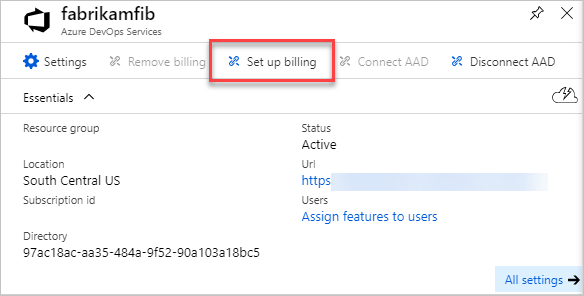 fabrikamfib
Azure DevOps Services
Settings Remove billing Set up billing Connect AAD Disconnect AAD
Essentials
Resource group
Status
Active
Location
South Central US
Url
https
Subscription id
Users
Assign features to users
Directory
97ac18ac-aa35-484a-9f52-90a103a18bc5
All settings